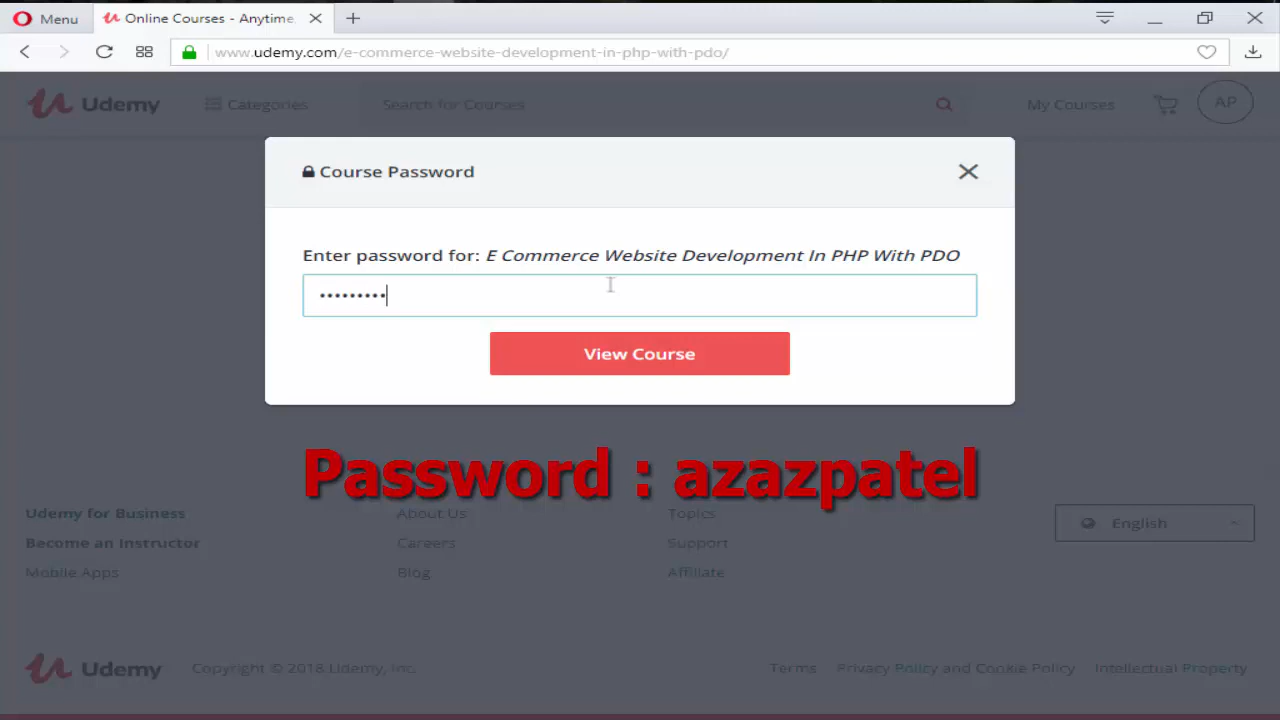 Menu
Online Courses - Anytime,
www.udemy.com/e-commerce-website-development-in-php-with-pdo/
Udemy
Categories
Search for Courses
My Courses
AP
Course Password
Enter password for: E Commerce Website Development In PHP With PDO
•••••••••
View Course
Password : azazpatel
Udemy for Business
About Us
Topics
English
Become an Instructor
Careers
Support
Mobile Apps
Blog
Affiliate
Udemy
Copyright © 2018 Udemy, Inc.
Terms
Privacy Policy and Cookie Policy
Intellectual Property